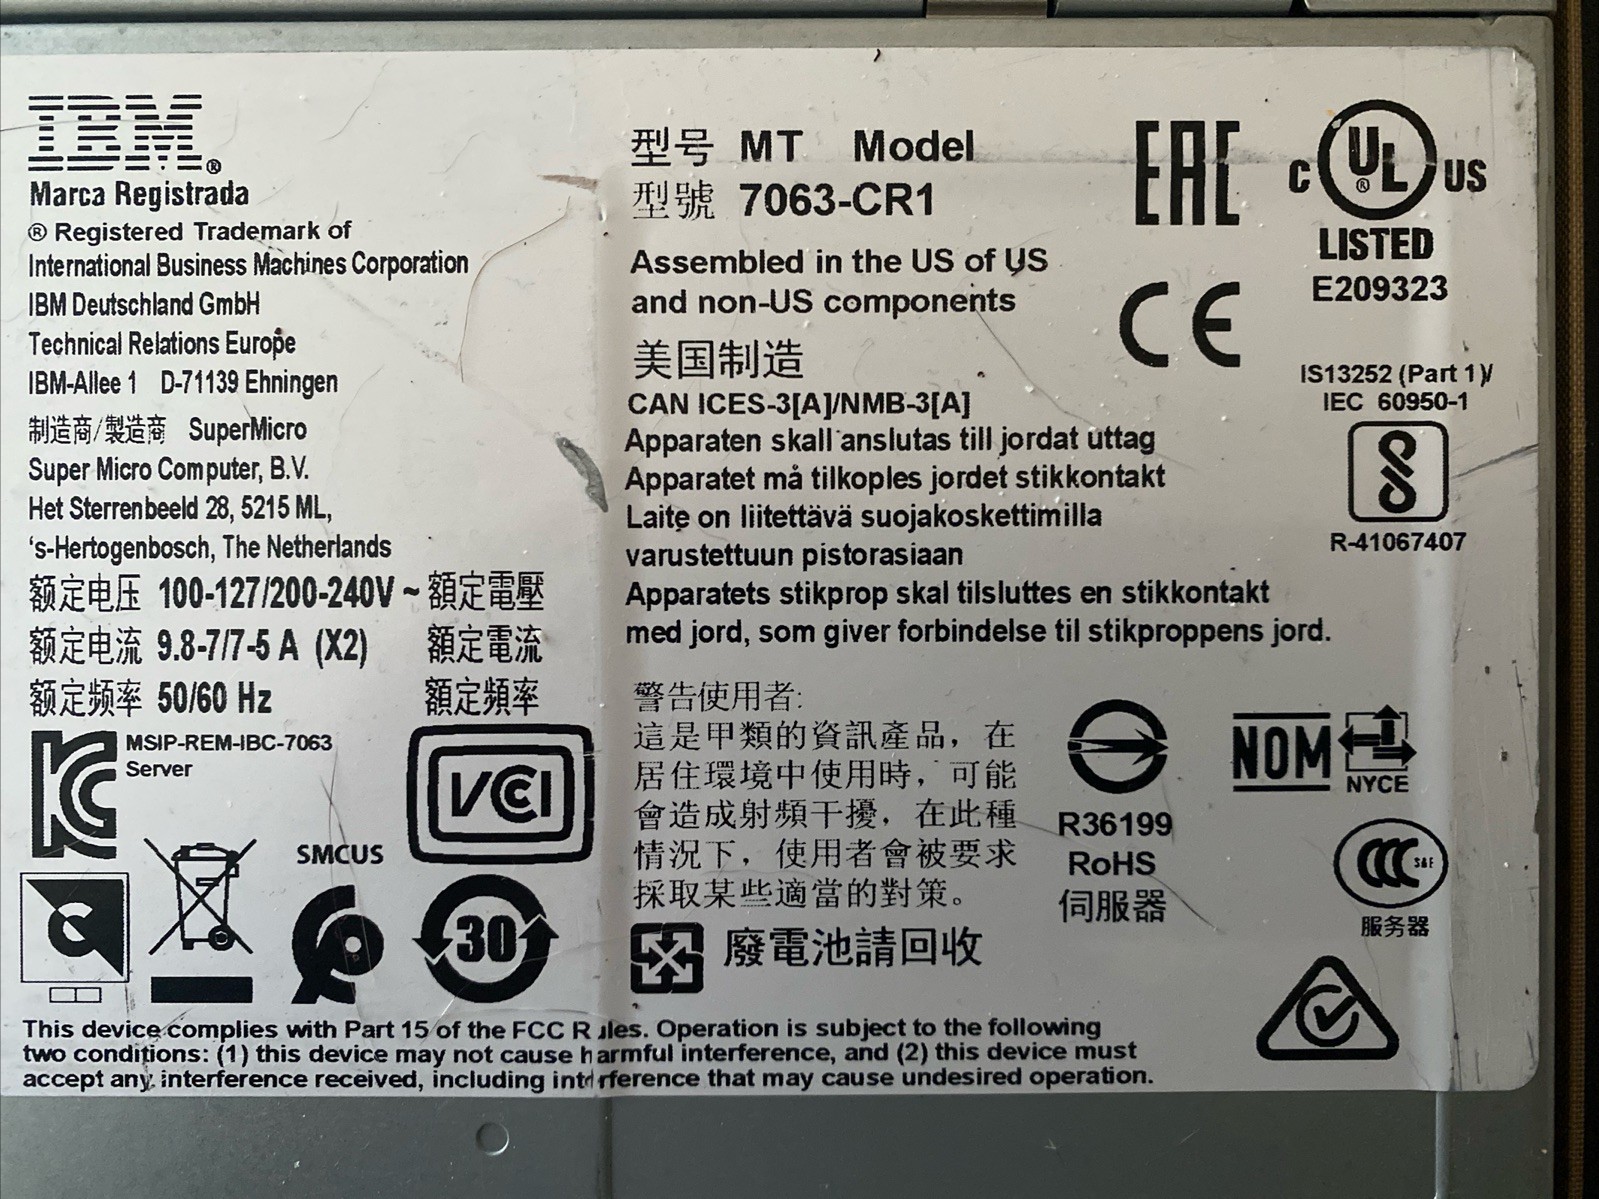 IBM®
Marca Registrada
® Registered Trademark of
International Business Machines Corporation
IBM Deutschland GmbH
Technical Relations Europe
IBM-Allee 1 D-71139 Ehningen
制造商/製造商 SuperMicro
Super Micro Computer, B.V.
Het Sterrenbeeld 28, 5215 ML,
‘s-Hertogenbosch, The Netherlands
额定电压 100-127/200-240V ~ 額定電壓
额定电流 9.8-7/7-5 A (X2) 額定電流
额定频率 50/60 Hz 額定頻率
MSIP-REM-IBC-7063
Server
VCCI
SMCUS
C
30
型号 MT Model
型號 7063-CR1
Assembled in the US of US
and non-US components
美国制造
CAN ICES-3[A]/NMB-3[A]
Apparaten skall anslutas till jordat uttag
Apparatet må tilkoples jordet stikkontakt
Laite on liitettävä suojakoskettimilla
varustettuun pistorasiaan
Apparatets stikprop skal tilsluttes en stikkontakt
med jord, som giver forbindelse til stikproppens jord.
警告使用者:
這是甲類的資訊產品，在
居住環境中使用時，可能
會造成射頻干擾，在此種
情況下，使用者會被要求
採取某些適當的對策。
廢電池請回收
EAC
C UL® US
LISTED
E209323
CE
IS13252 (Part 1)/
IEC 60950-1
R-41067407
R36199
RoHS
伺服器
NOM
NYCE
CCC S&E
服务器
This device complies with Part 15 of the FCC Rules. Operation is subject to the following
two conditions: (1) this device may not cause harmful interference, and (2) this device must
accept any interference received, including interference that may cause undesired operation.